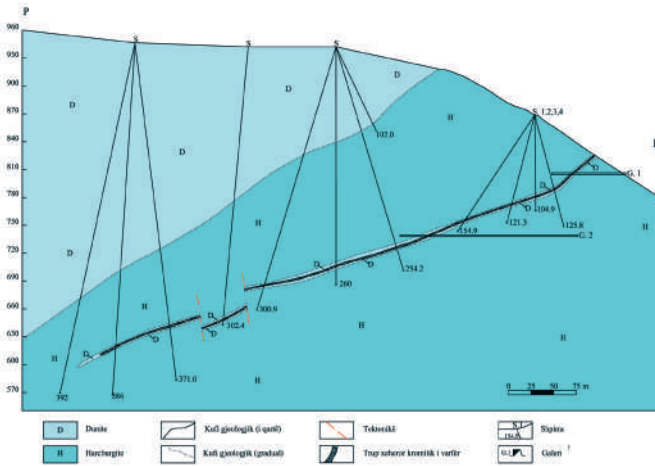 P
960
930
900
870
840
810
780
750
720
690
660
630
600
570
S
S
S
S. 1,2,3,4
D
D
D
D
D
H
H
H
H
H
H
H
H
D
D
D
D
D
D
D
D
D
D
102.0
154.9
121.3
104.9
125.8
G. 1
G. 2
254.2
260
300.9
302.4
371.0
386
392
0 25 50 75 m
D Dunite
H Harcburgite
Kufi gjeologjik (i qartë)
Kufi gjeologjik (gradual)
Tektonikë
Trup xeheror kromitik i varfër
Shpime
Galeri